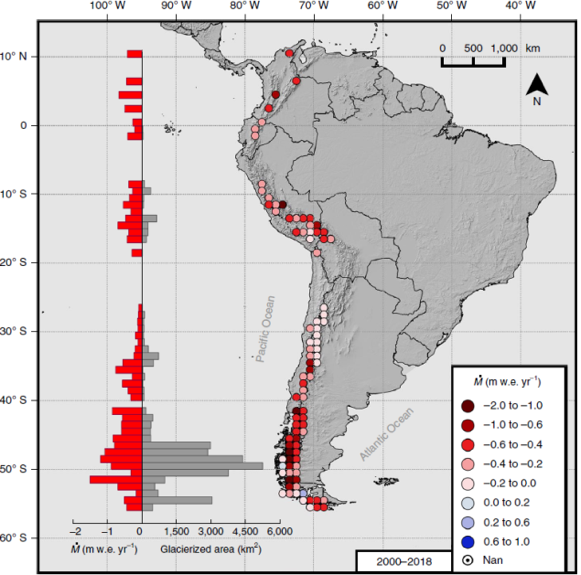 100° W 90° W 80° W 70° W 60° W 50° W 40° W
10° N
0
10° S
20° S
30° S
40° S
50° S
60° S
0 500 1,000 km
N
Pacific Ocean
Atlantic Ocean
Ṁ (m w.e. yr⁻¹)
−2.0 to −1.0
−1.0 to −0.6
−0.6 to −0.4
−0.4 to −0.2
−0.2 to 0.0
0.0 to 0.2
0.2 to 0.6
0.6 to 1.0
Nan
−2 −1 0 1,500 3,000 4,500 6,000
Ṁ (m w.e. yr⁻¹) Glacierized area (km²)
2000–2018